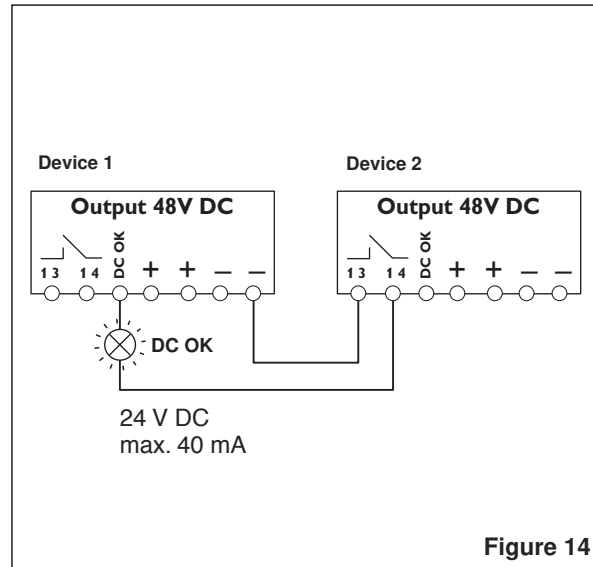 Device 1
Device 2
Output 48V DC
13 14 DC OK + + – –
Output 48V DC
13 14 DC OK + + – –
DC OK
24 V DC
max. 40 mA
Figure 14